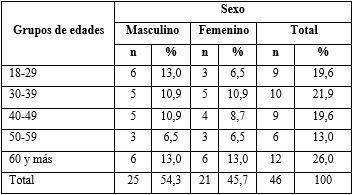 Grupos de edades Sexo
Masculino Femenino Total
n % n % n %
18-29 6 13,0 3 6,5 9 19,6
30-39 5 10,9 5 10,9 10 21,9
40-49 5 10,9 4 8,7 9 19,6
50-59 3 6,5 3 6,5 6 13,0
60 y más 6 13,0 6 13,0 12 26,0
Total 25 54,3 21 45,7 46 100